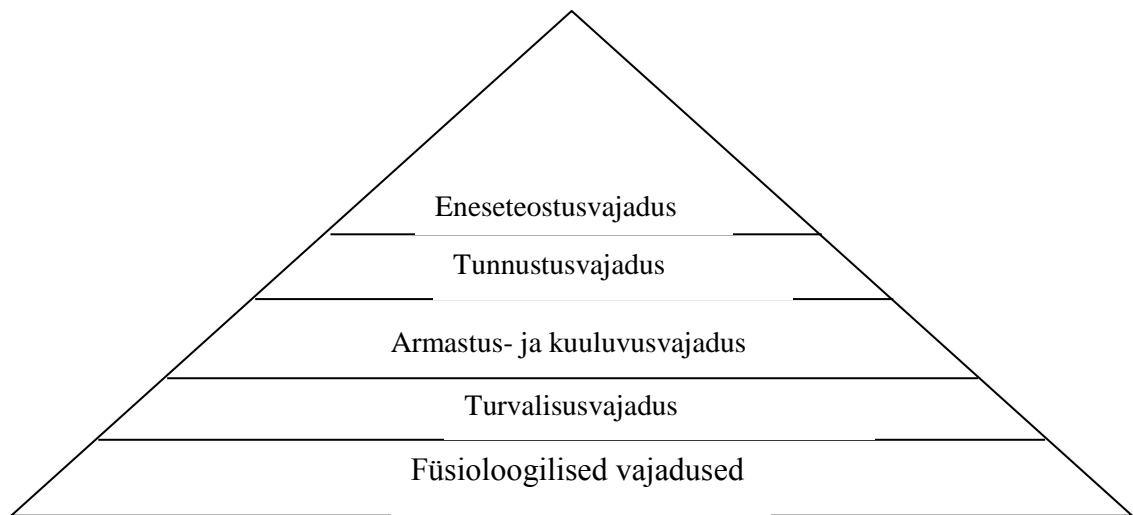 Eneseteostusvajadus
Tunnustusvajadus
Armastus- ja kuuluvusvajadus
Turvalisusvajadus
Füsioloogilised vajadused